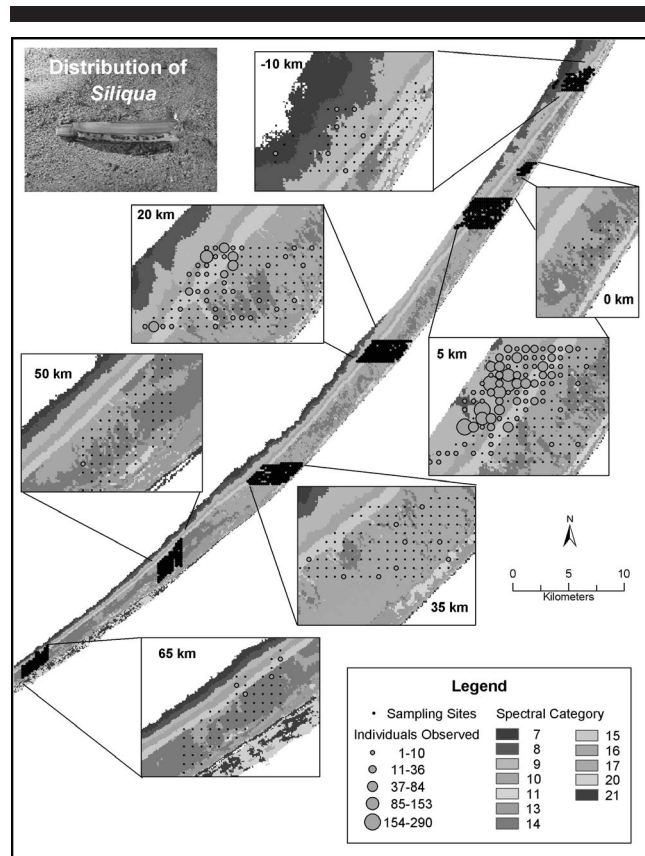 Distribution of
Siliqua
-10 km
20 km
0 km
50 km
5 km
N
0 5 10
Kilometers
35 km
65 km
Legend
Sampling Sites
Individuals Observed
1-10
11-36
37-84
85-153
154-290
Spectral Category
7
8
9
10
11
13
14
15
16
17
20
21